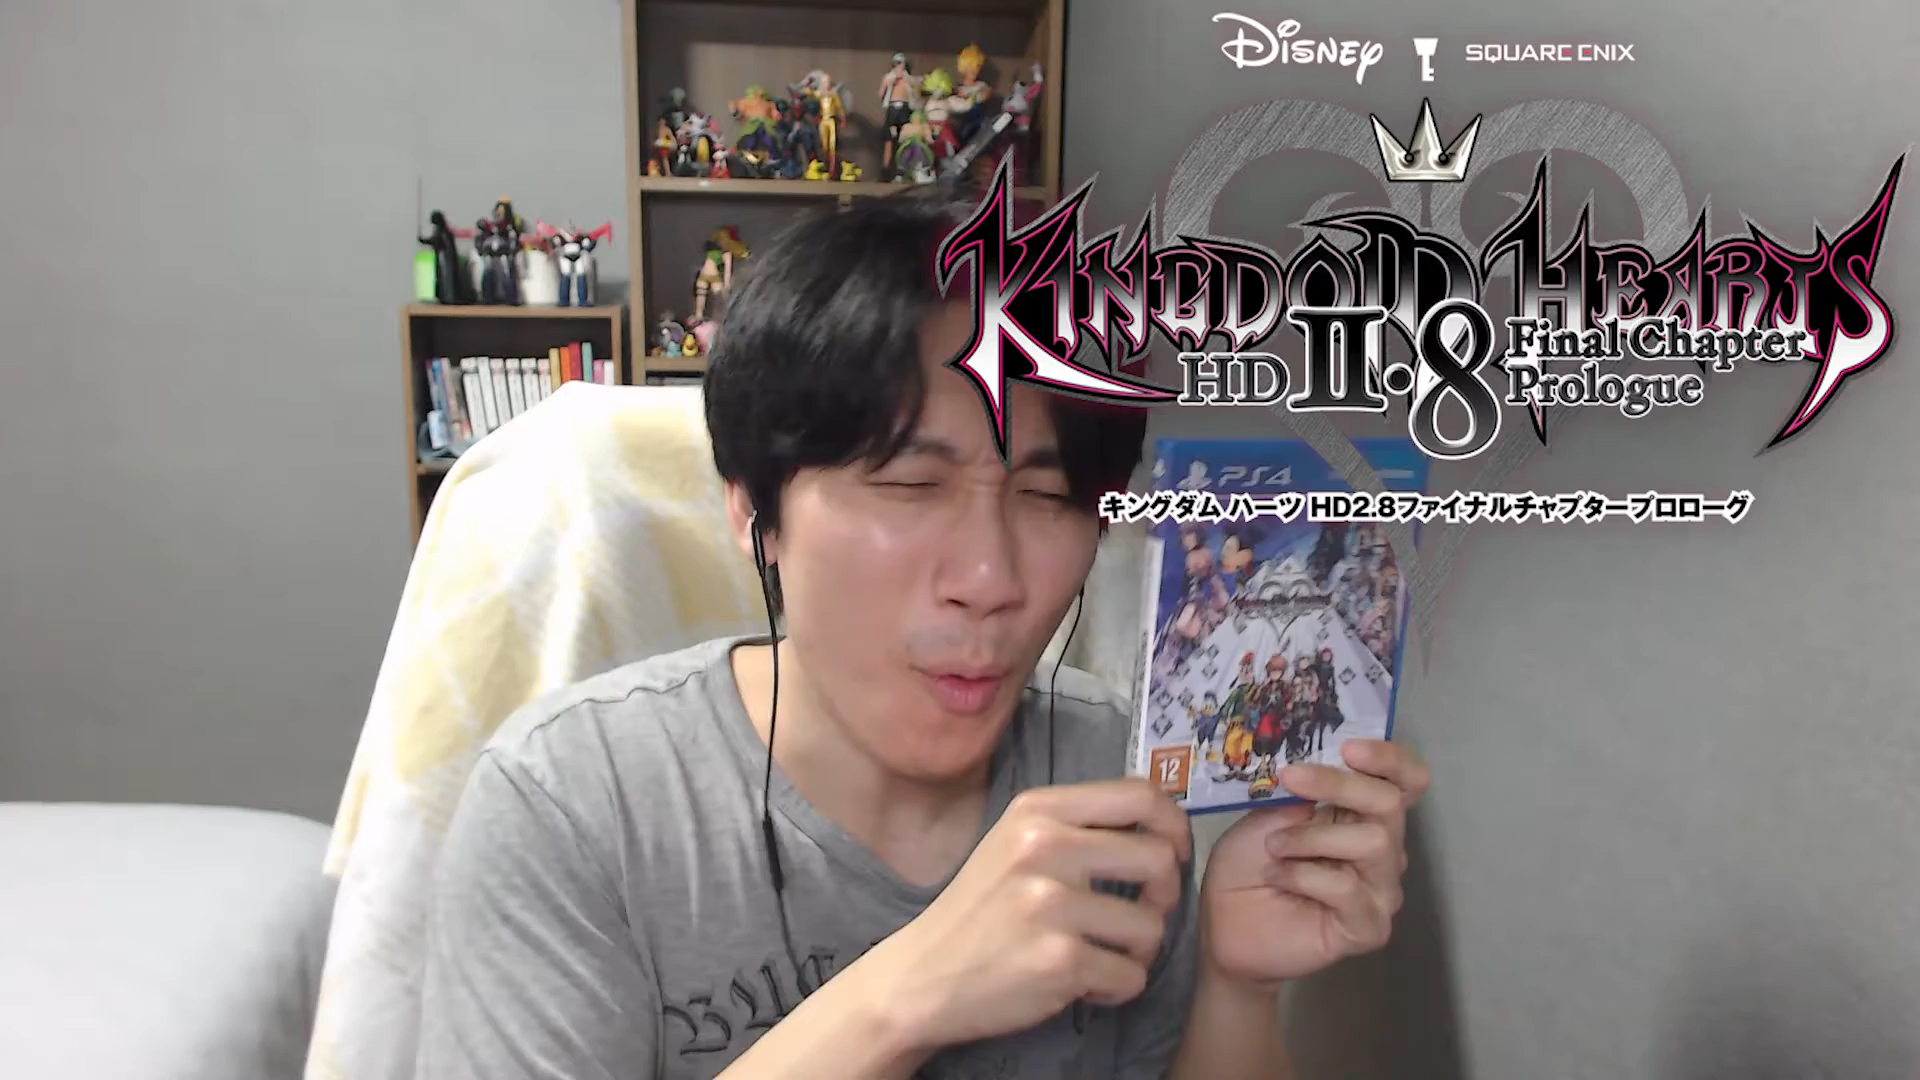 Disney
SQUARE ENIX
KINGDOM HEARTS
HD II.8 Final Chapter
Prologue
キングダム ハーツ HD2.8ファイナルチャプタープロローグ
PS4
12